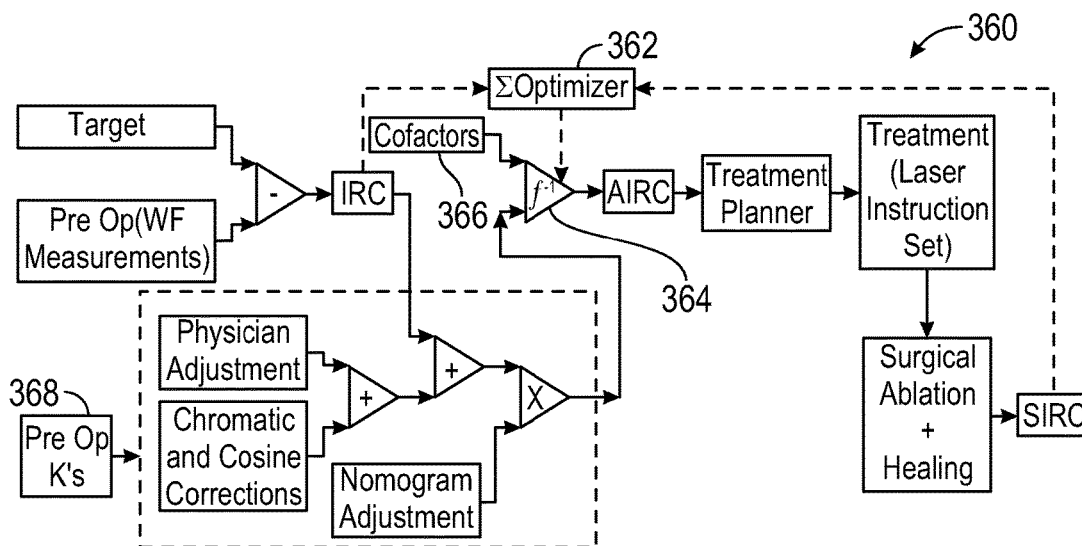 360
362
ΣOptimizer
Target
Cofactors
366
Treatment
(Laser
Instruction
Set)
Pre Op(WF
Measurements)
-
IRC
f⁻¹
364
AIRC
Treatment
Planner
Physician
Adjustment
+
+
X
Chromatic
and Cosine
Corrections
Nomogram
Adjustment
368
Pre Op
K's
Surgical
Ablation
+
Healing
SIRC